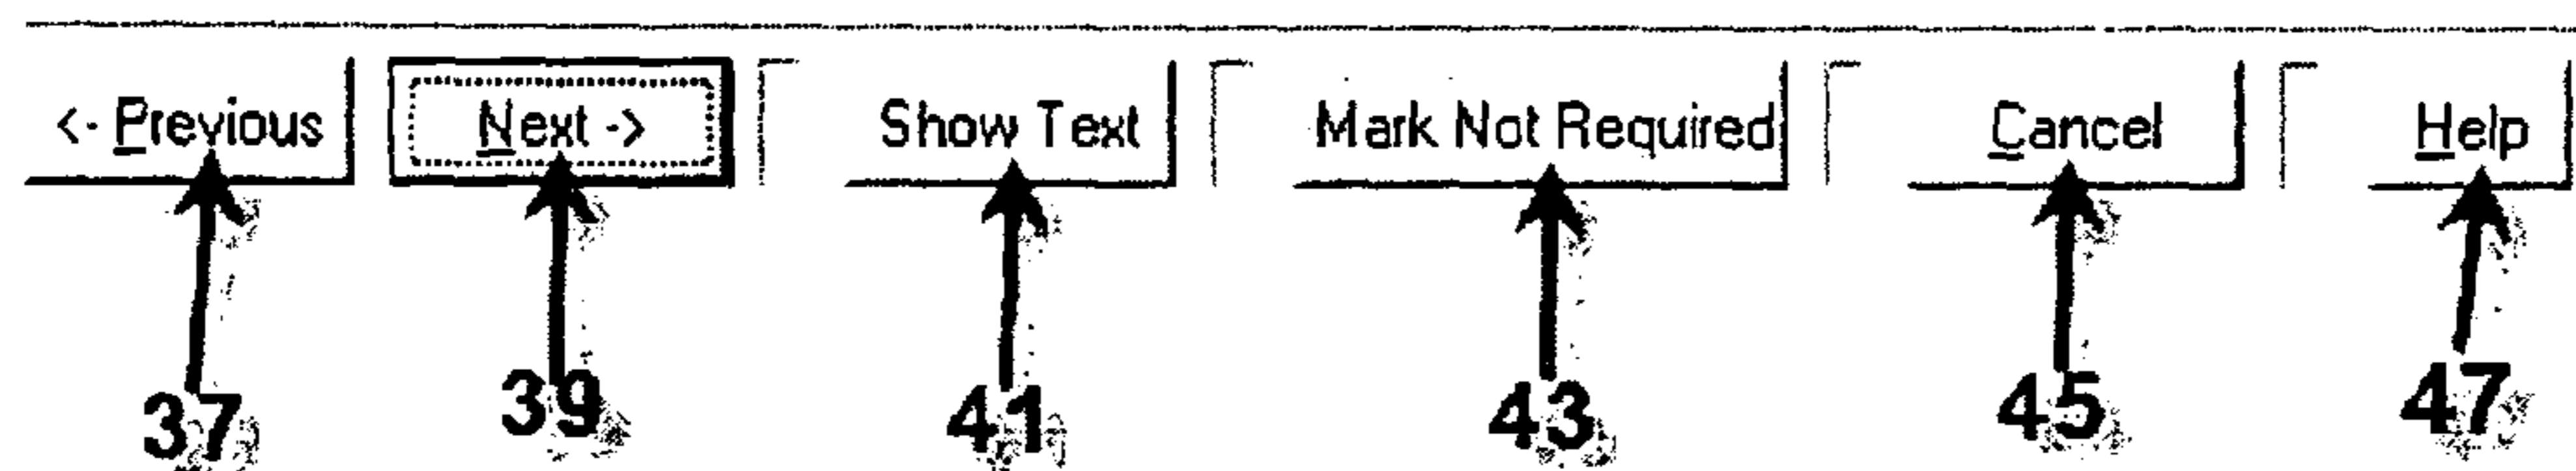 <- Previous Next -> Show Text Mark Not Required Cancel Help
37 39 41 43 45 47